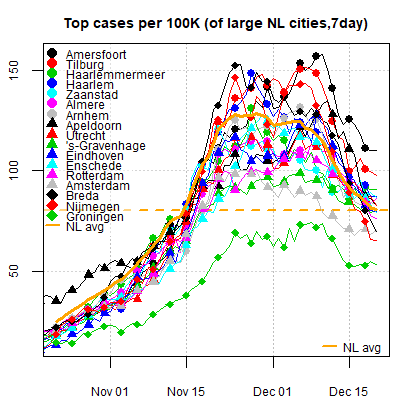 Top cases per 100K (of large NL cities,7day)
150
100
50
Amersfoort
Tilburg
Haarlemmermeer
Haarlem
Zaanstad
Almere
Arnhem
Apeldoorn
Utrecht
's-Gravenhage
Eindhoven
Enschede
Rotterdam
Amsterdam
Breda
Nijmegen
Groningen
NL avg
NL avg
Nov 01
Nov 15
Dec 01
Dec 15